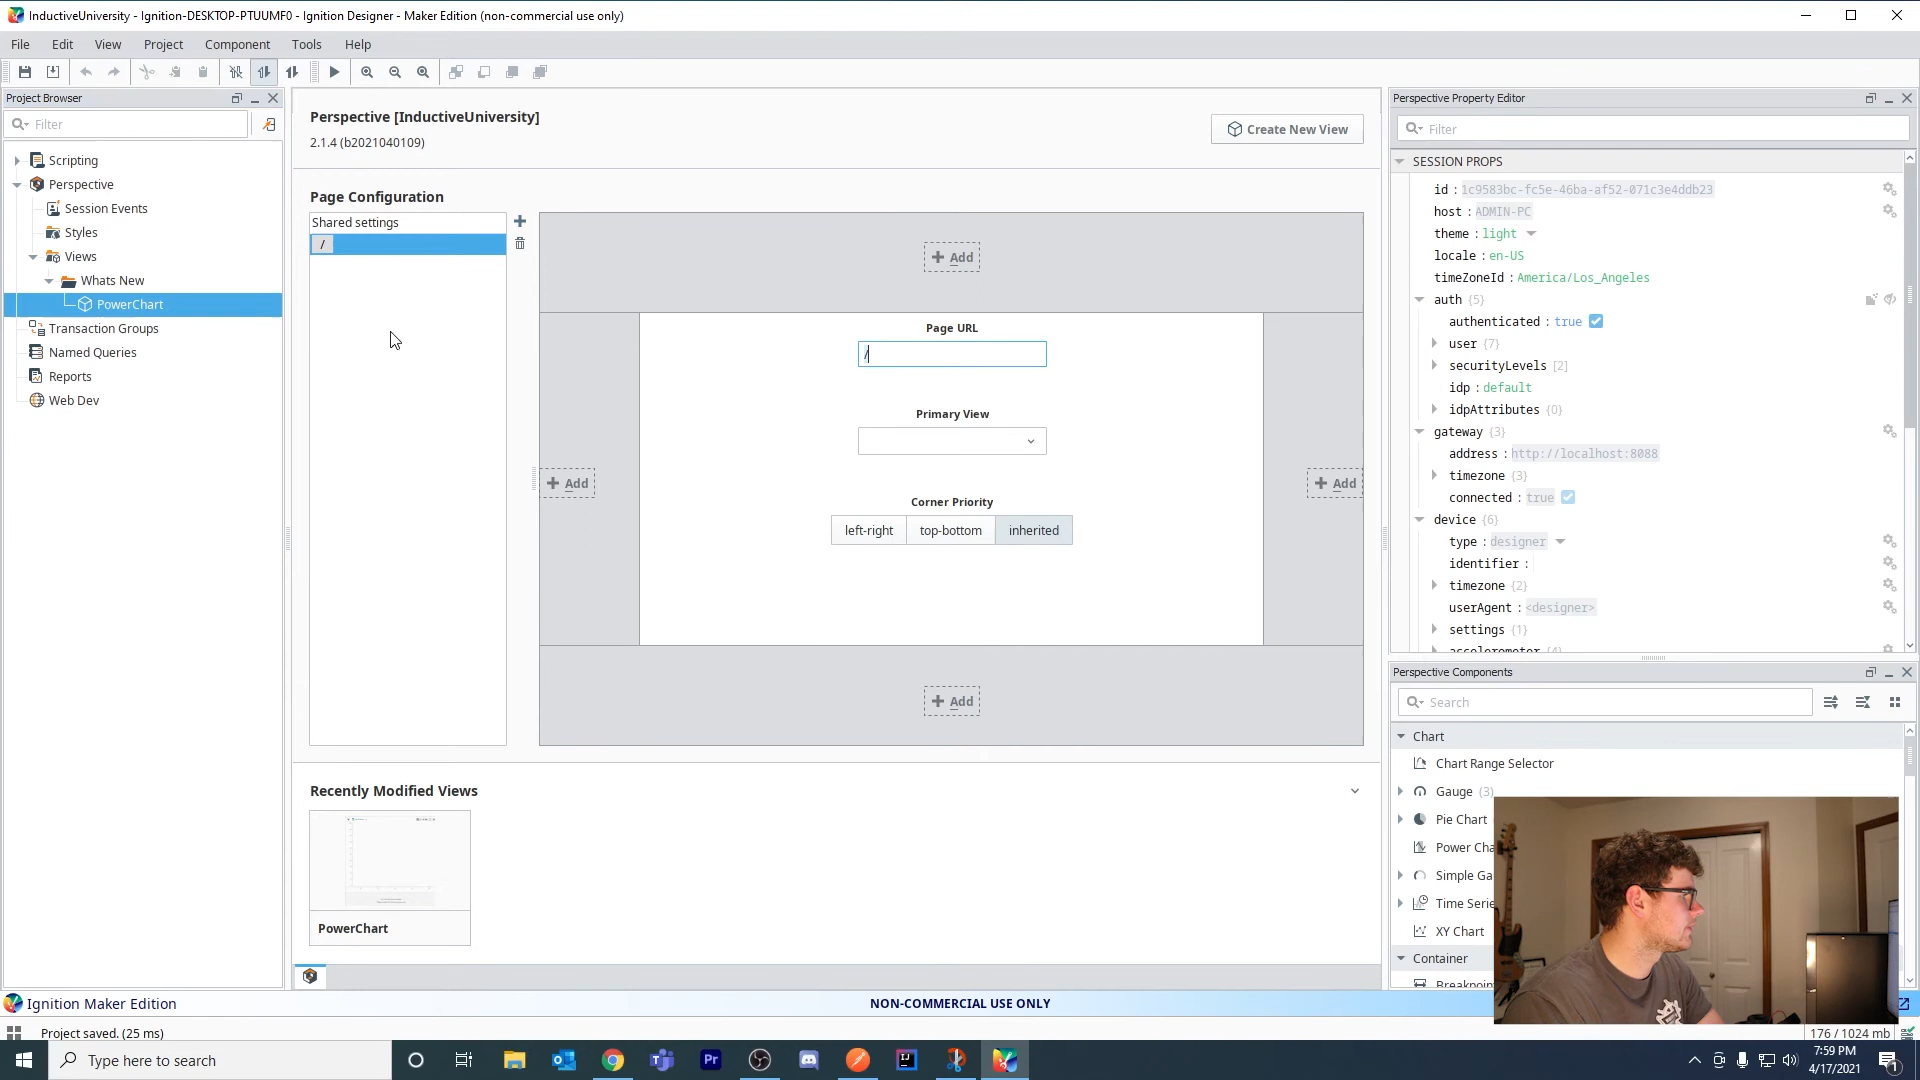 InductiveUniversity - Ignition-DESKTOP-PTUUMF0 - Ignition Designer - Maker Edition (non-commercial use only)
File Edit View Project Component Tools Help
Project Browser
Filter
Scripting
Perspective
Session Events
Styles
Views
Whats New
PowerChart
Transaction Groups
Named Queries
Reports
Web Dev
Perspective [InductiveUniversity]
2.1.4 (b2021040109)
Create New View
Page Configuration
Shared settings
/
Add
Page URL
/
Primary View
Add
Add
Corner Priority
left-right top-bottom inherited
Add
Recently Modified Views
PowerChart
Perspective Property Editor
Filter
SESSION PROPS
id : 1c9583bc-fc5e-46ba-af52-071c3e4ddb23
host : ADMIN-PC
theme : light
locale : en-US
timeZoneId : America/Los_Angeles
auth {5}
authenticated : true
user {7}
securityLevels [2]
idp : default
idpAttributes {0}
gateway {3}
address : http://localhost:8088
timezone {3}
connected : true
device {6}
type : designer
identifier :
timezone {2}
userAgent : <designer>
settings {1}
accelerometer {4}
Perspective Components
Search
Chart
Chart Range Selector
Gauge (3)
Pie Chart
Power Cha
Simple Ga
Time Serie
XY Chart
Container
Breakpoin
Ignition Maker Edition
NON-COMMERCIAL USE ONLY
Project saved. (25 ms)
176 / 1024 mb
Type here to search
Pr
IJ
7:59 PM
4/17/2021
1